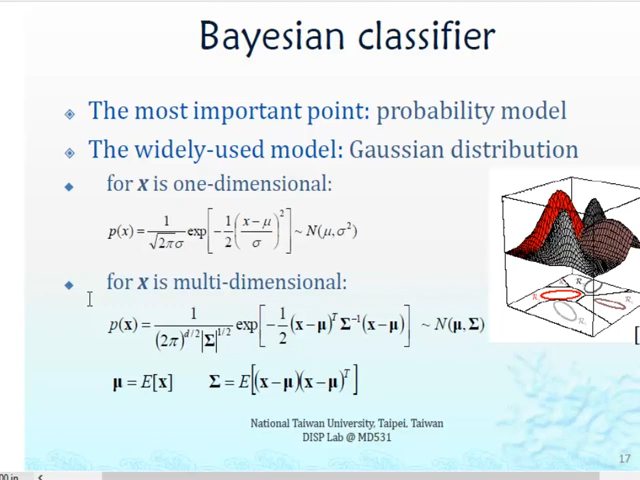 Bayesian classifier
The most important point: probability model
The widely-used model: Gaussian distribution
for x is one-dimensional:
p(x) = 1/(√2π σ) exp[−1/2 ((x − μ)/σ)²] ~ N(μ, σ²)
for x is multi-dimensional:
p(x) = 1/((2π)^{d/2} |Σ|^{1/2}) exp[−1/2 (x − μ)^T Σ^{−1} (x − μ)] ~ N(μ, Σ)
μ = E[x] Σ = E[(x − μ)(x − μ)^T]
National Taiwan University, Taipei, Taiwan
DISP Lab @ MD531
17